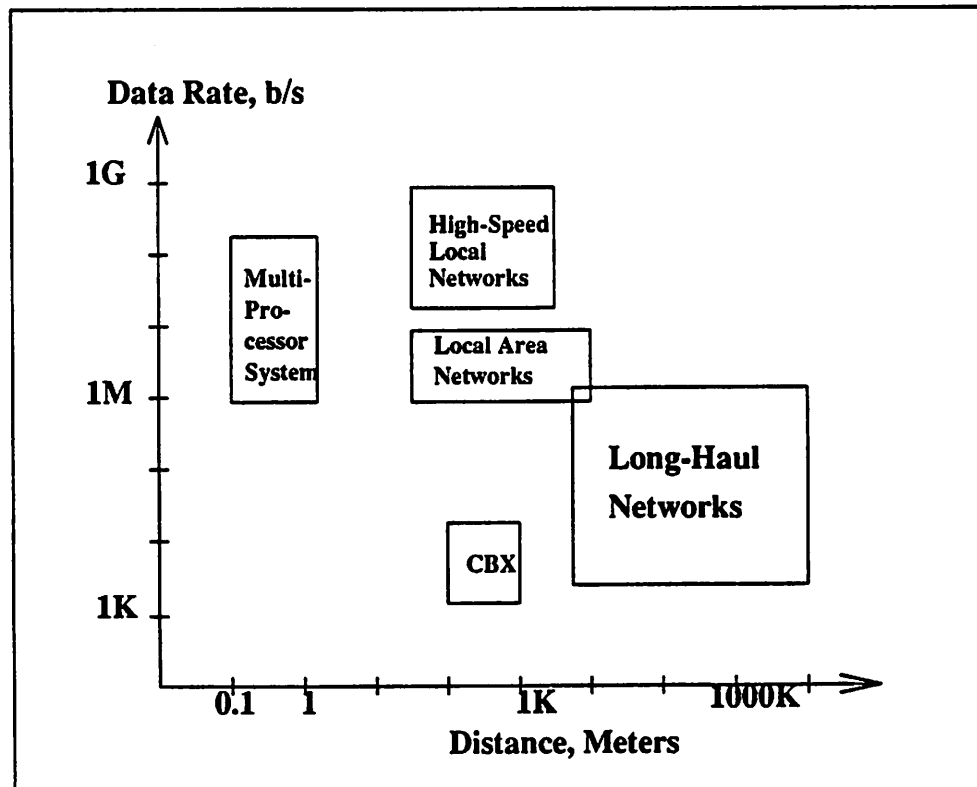 Data Rate, b/s
1G
High-Speed
Local
Networks
Multi-
Pro-
cessor
System
Local Area
Networks
1M
Long-Haul
Networks
CBX
1K
0.1 1 1K 1000K
Distance, Meters